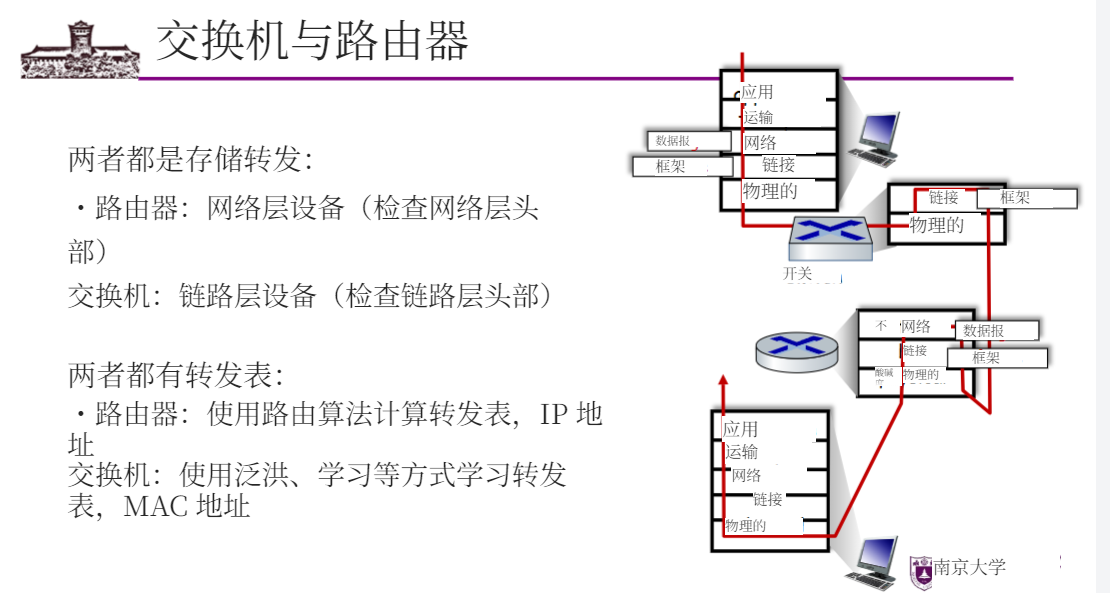 交换机与路由器
两者都是存储转发：
·路由器：网络层设备（检查网络层头
部）
交换机：链路层设备（检查链路层头部）
两者都有转发表：
·路由器：使用路由算法计算转发表，IP 地
址
交换机：使用泛洪、学习等方式学习转发
表，MAC 地址
应用
运输
数据报
网络
框架
链接
物理的
链接
框架
物理的
开关
不
网络
数据报
链接
框架
酸碱
物理的
应用
运输
网络
链接
物理的
南京大学